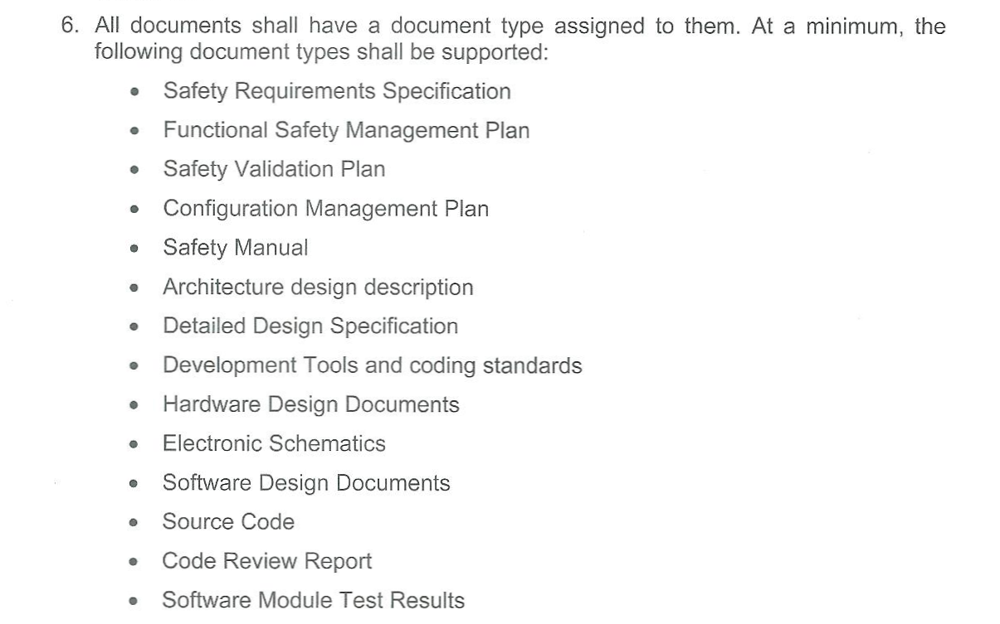 6. All documents shall have a document type assigned to them. At a minimum, the
following document types shall be supported:
• Safety Requirements Specification
• Functional Safety Management Plan
• Safety Validation Plan
• Configuration Management Plan
• Safety Manual
• Architecture design description
• Detailed Design Specification
• Development Tools and coding standards
• Hardware Design Documents
• Electronic Schematics
• Software Design Documents
• Source Code
• Code Review Report
• Software Module Test Results